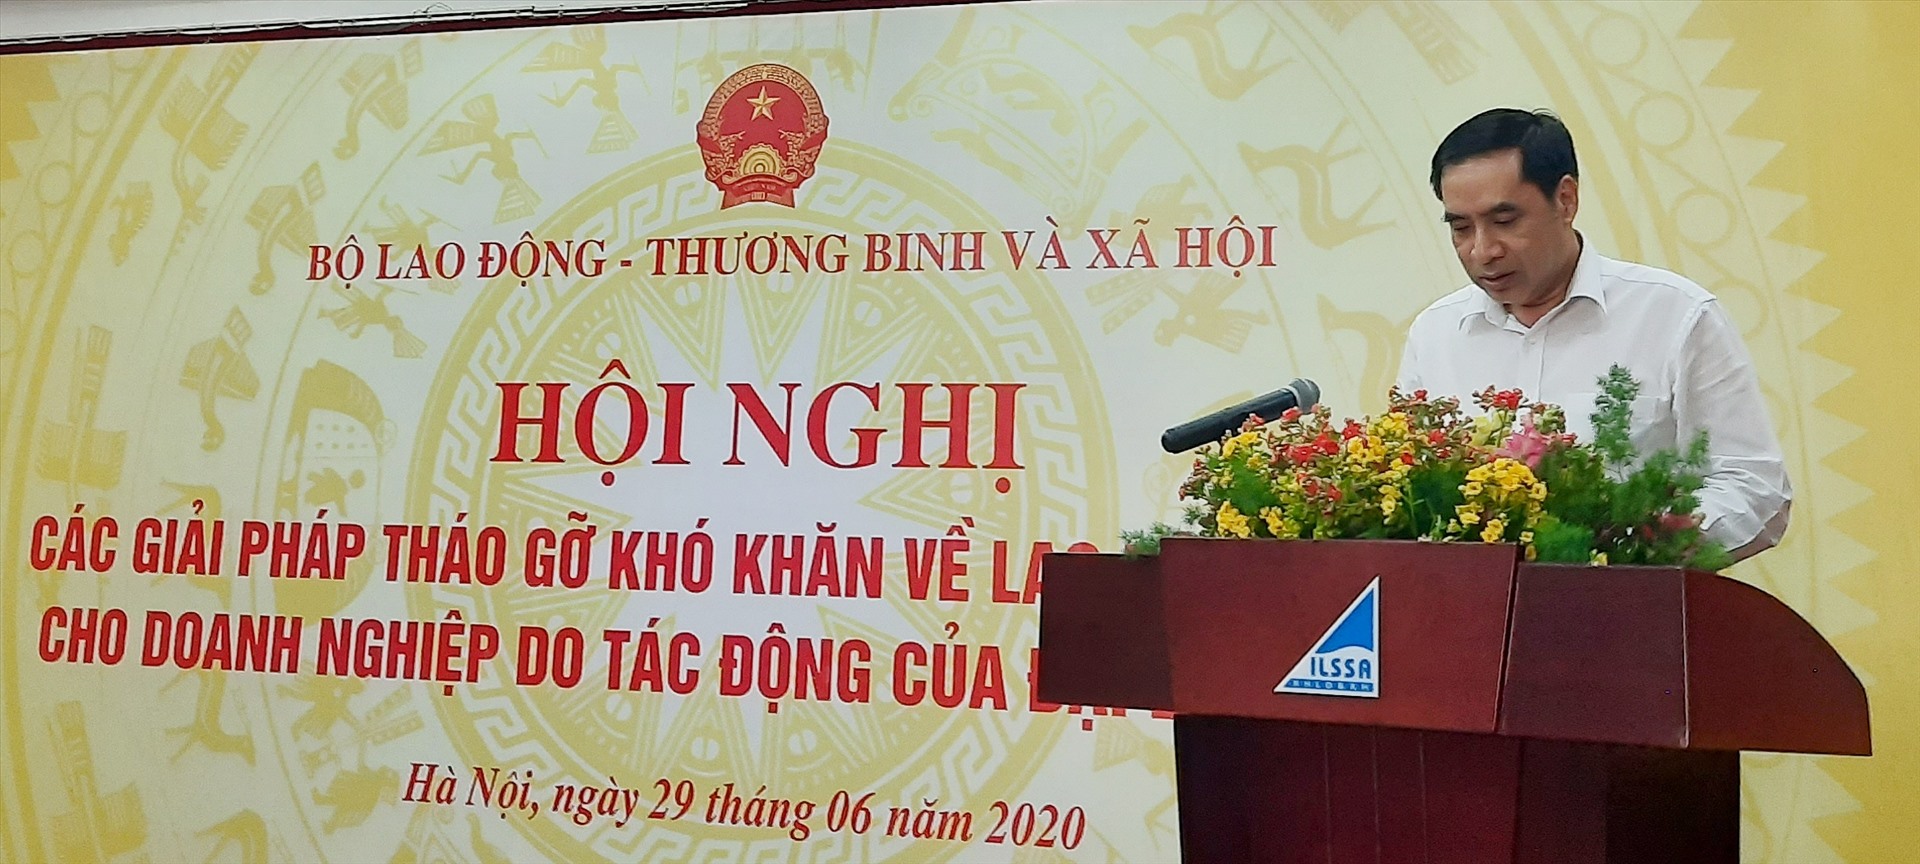 BỘ LAO ĐỘNG - THƯƠNG BINH VÀ XÃ HỘI
HỘI NGHỊ
CÁC GIẢI PHÁP THÁO GỠ KHÓ KHĂN VỀ
CHO DOANH NGHIỆP DO TÁC ĐỘNG CỦA
Hà Nội, ngày 29 tháng 06 năm 2020
ILSSA